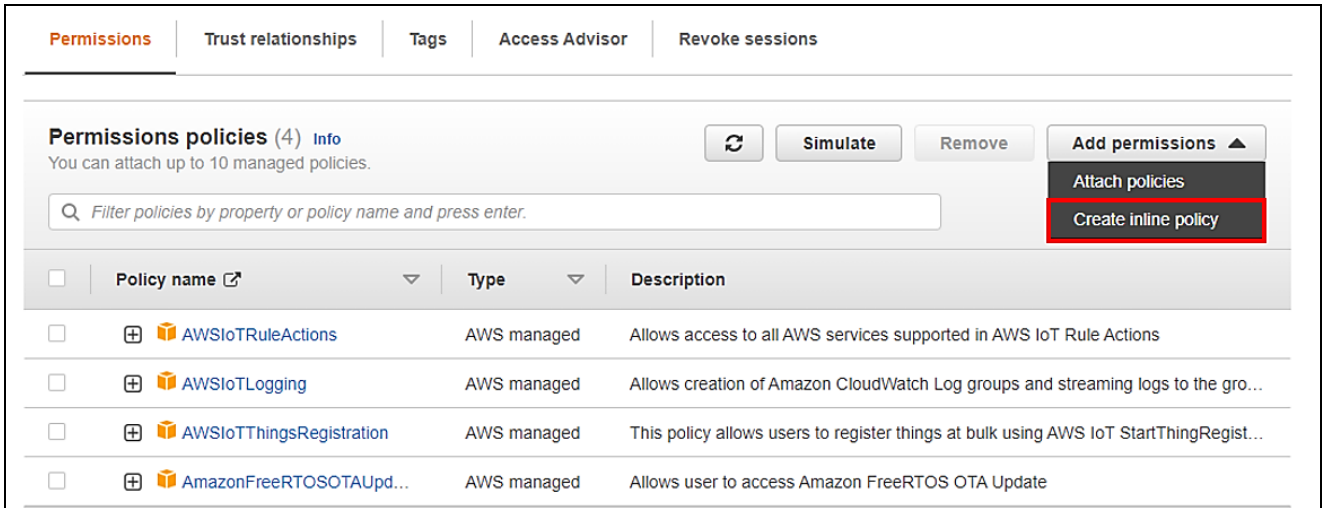 Permissions Trust relationships Tags Access Advisor Revoke sessions
Permissions policies (4) Info
You can attach up to 10 managed policies.
Simulate Remove Add permissions
Attach policies
Create inline policy
Filter policies by property or policy name and press enter.
Policy name Type Description
AWSIoTRuleActions AWS managed Allows access to all AWS services supported in AWS IoT Rule Actions
AWSIoTLogging AWS managed Allows creation of Amazon CloudWatch Log groups and streaming logs to the gro…
AWSIoTThingsRegistration AWS managed This policy allows users to register things at bulk using AWS IoT StartThingRegist…
AmazonFreeRTOSOTAUpd… AWS managed Allows user to access Amazon FreeRTOS OTA Update